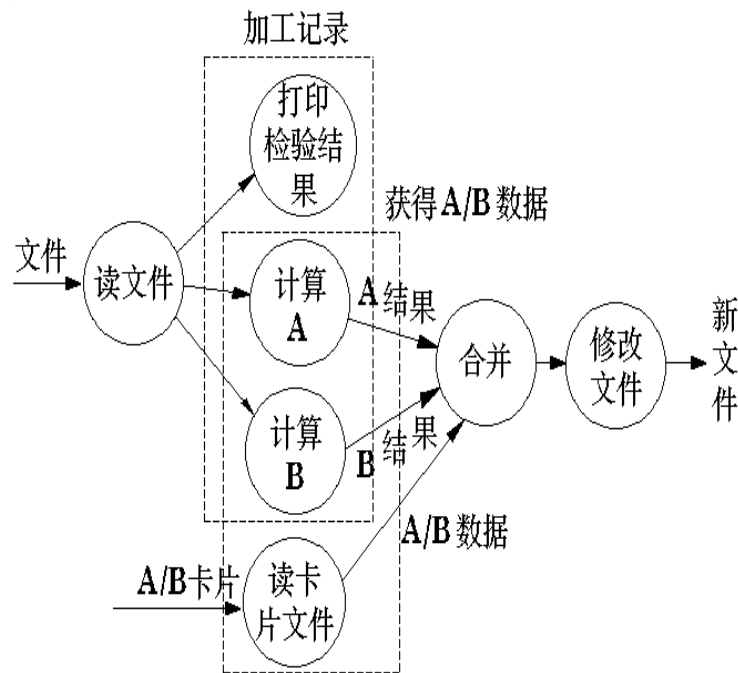 加工记录
打印
检验结
果
获得A/B数据
文件
读文件
计算
A
A结果
合并
修改
文件
新
文
件
计算
B
B结果
A/B数据
A/B卡片
读卡
片文件